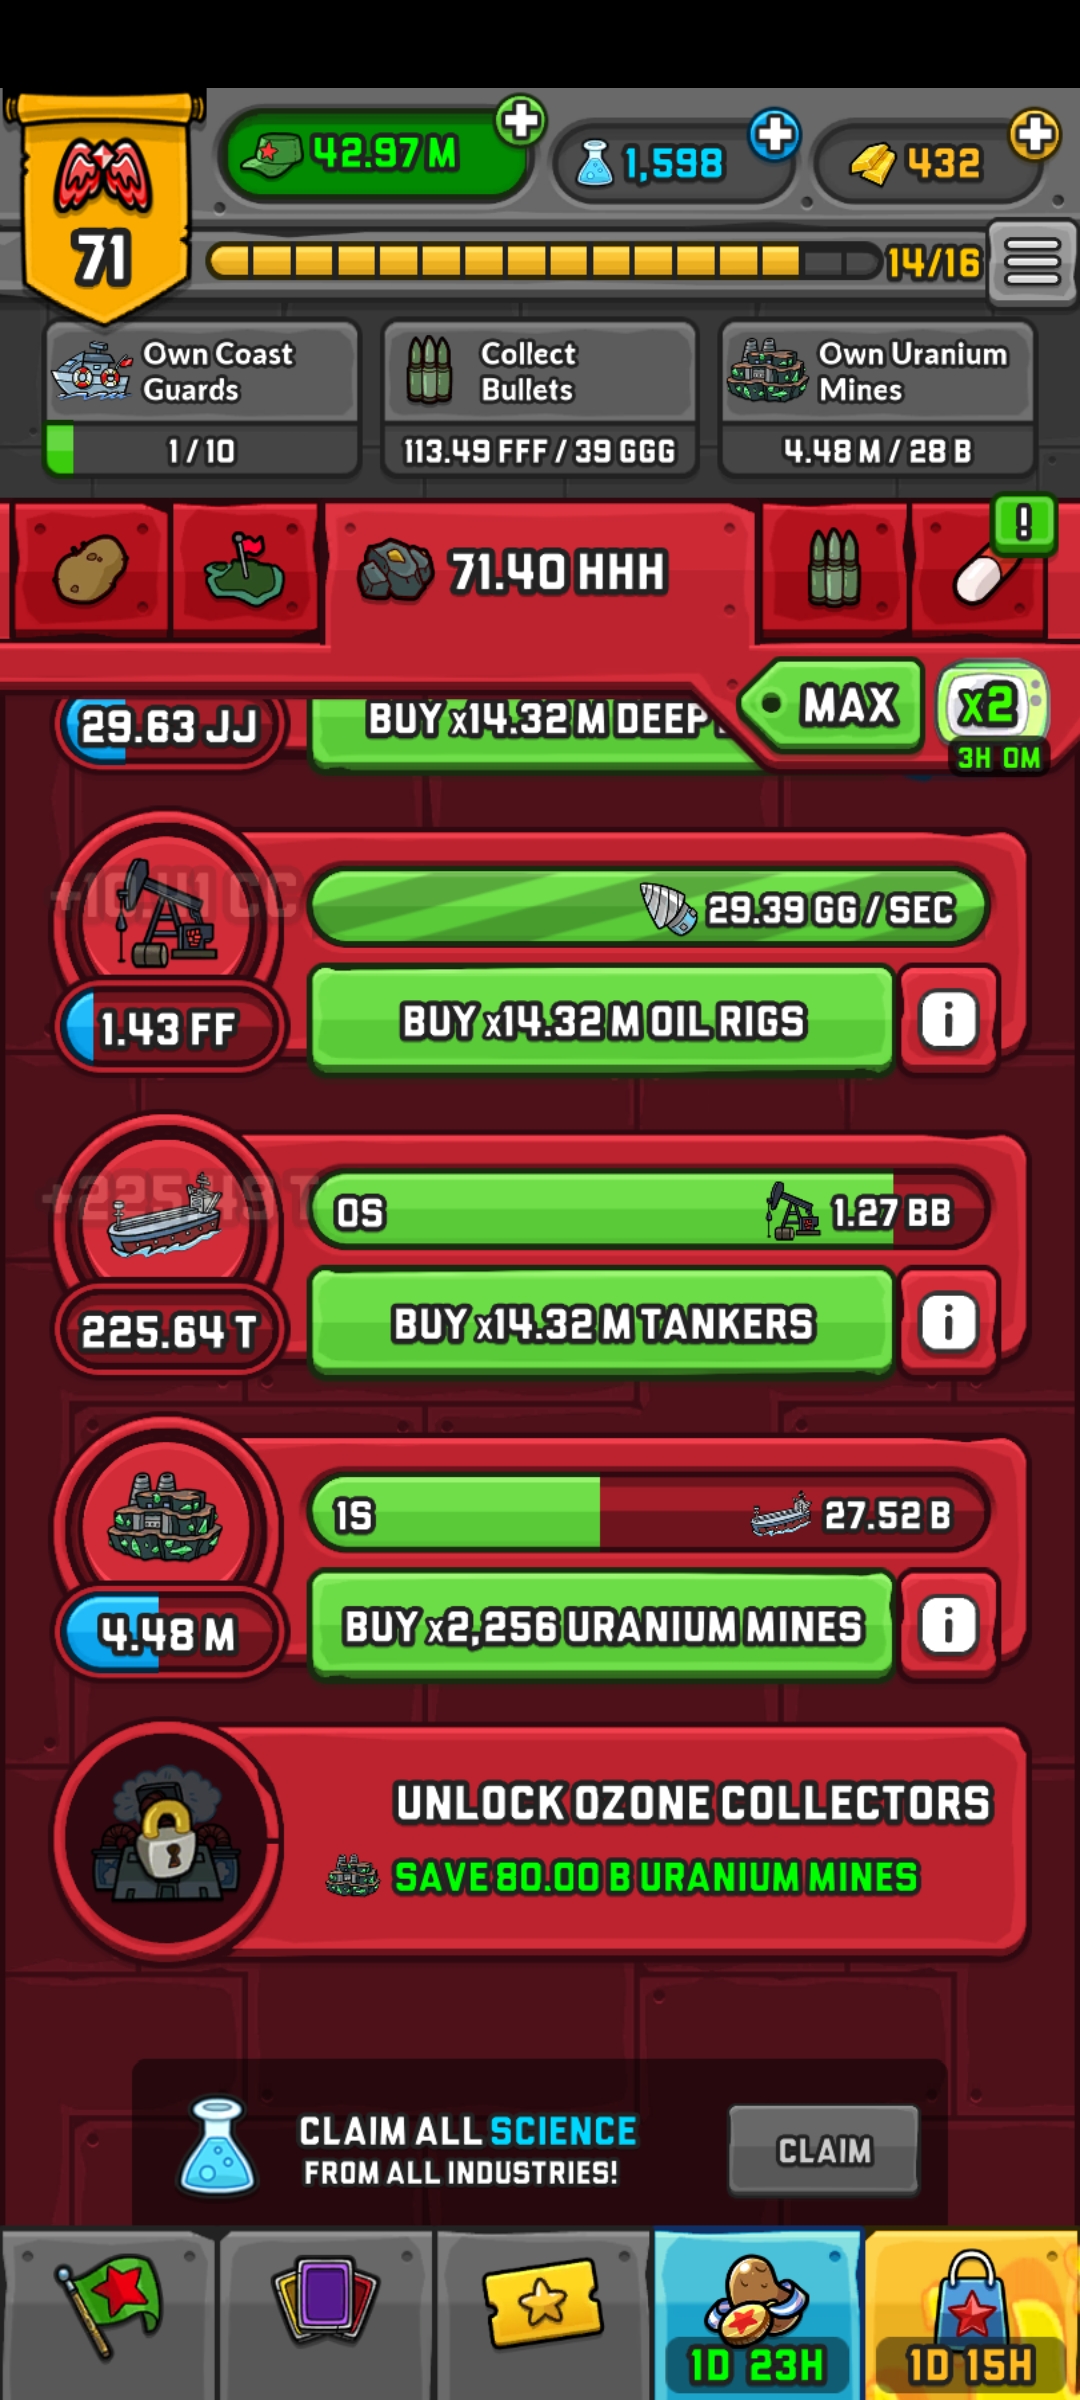 42.97 M
1,598
432
71
14/16
Own Coast
Guards
1 / 10
Collect
Bullets
113.49 FFF / 39 GGG
Own Uranium
Mines
4.48 M / 28 B
71.40 HHH
!
MAX
x2
3H 0M
29.63 JJ
BUY x14.32 M DEEP
29.39 GG / SEC
1.43 FF
BUY x14.32 M OIL RIGS
i
+225.49 T
0S
1.27 BB
225.64 T
BUY x14.32 M TANKERS
i
1S
27.52 B
4.48 M
BUY x2,256 URANIUM MINES
i
UNLOCK OZONE COLLECTORS
SAVE 80.00 B URANIUM MINES
CLAIM ALL SCIENCE
FROM ALL INDUSTRIES!
CLAIM
1D 23H
1D 15H